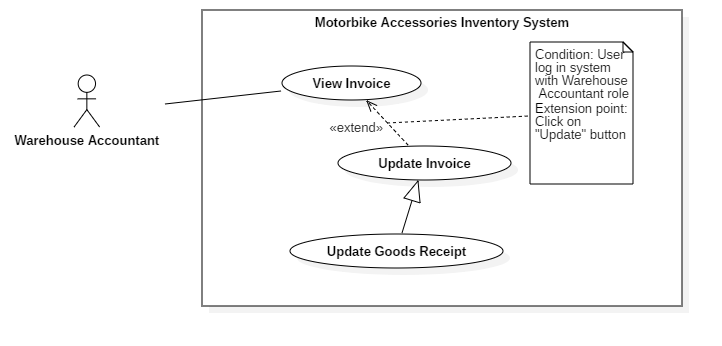 Motorbike Accessories Inventory System
Condition: User
log in system
with Warehouse
Accountant role
Extension point:
Click on
"Update" button
View Invoice
«extend»
Warehouse Accountant
Update Invoice
Update Goods Receipt